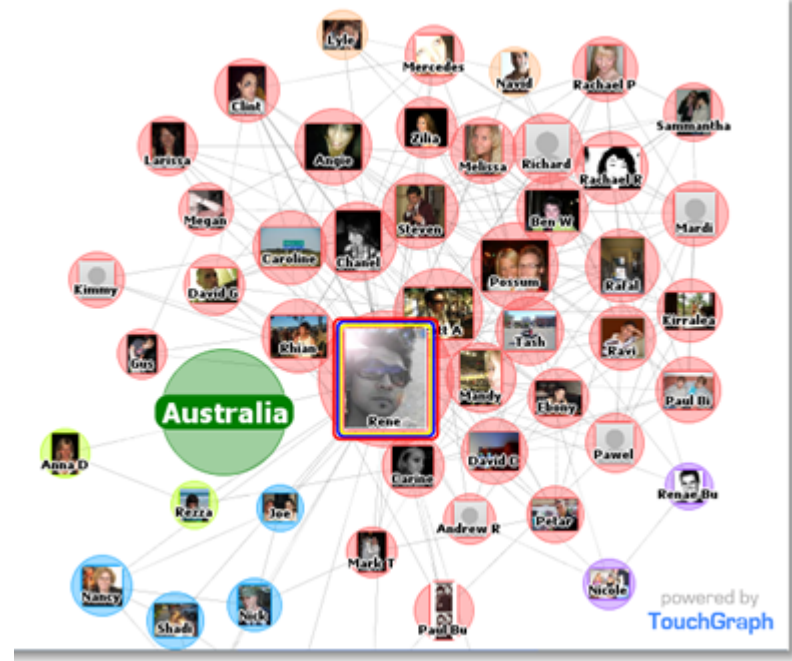 Lyle
Mercedes
Navid
Rachael P
Clint
Sammantha
Zilia
Larissa
Angie
Melissa
Richard
Rachael R
Megan
Steven
Ben W
Mardi
Caroline
Chanel
Possum
Rafal
Kimmy
David G
Kirralea
tt A
Tash
Rhian
Ravi
Gus
Mandy
Paul Bi
Australia
Rene
Ebony
Anna D
David C
Pawel
Carine
Renae Bu
Rezza
Joe
Andrew R
Petar
Mark T
Nancy
Nicole
Nick
powered by
Shadi
Paul Bu
TouchGraph